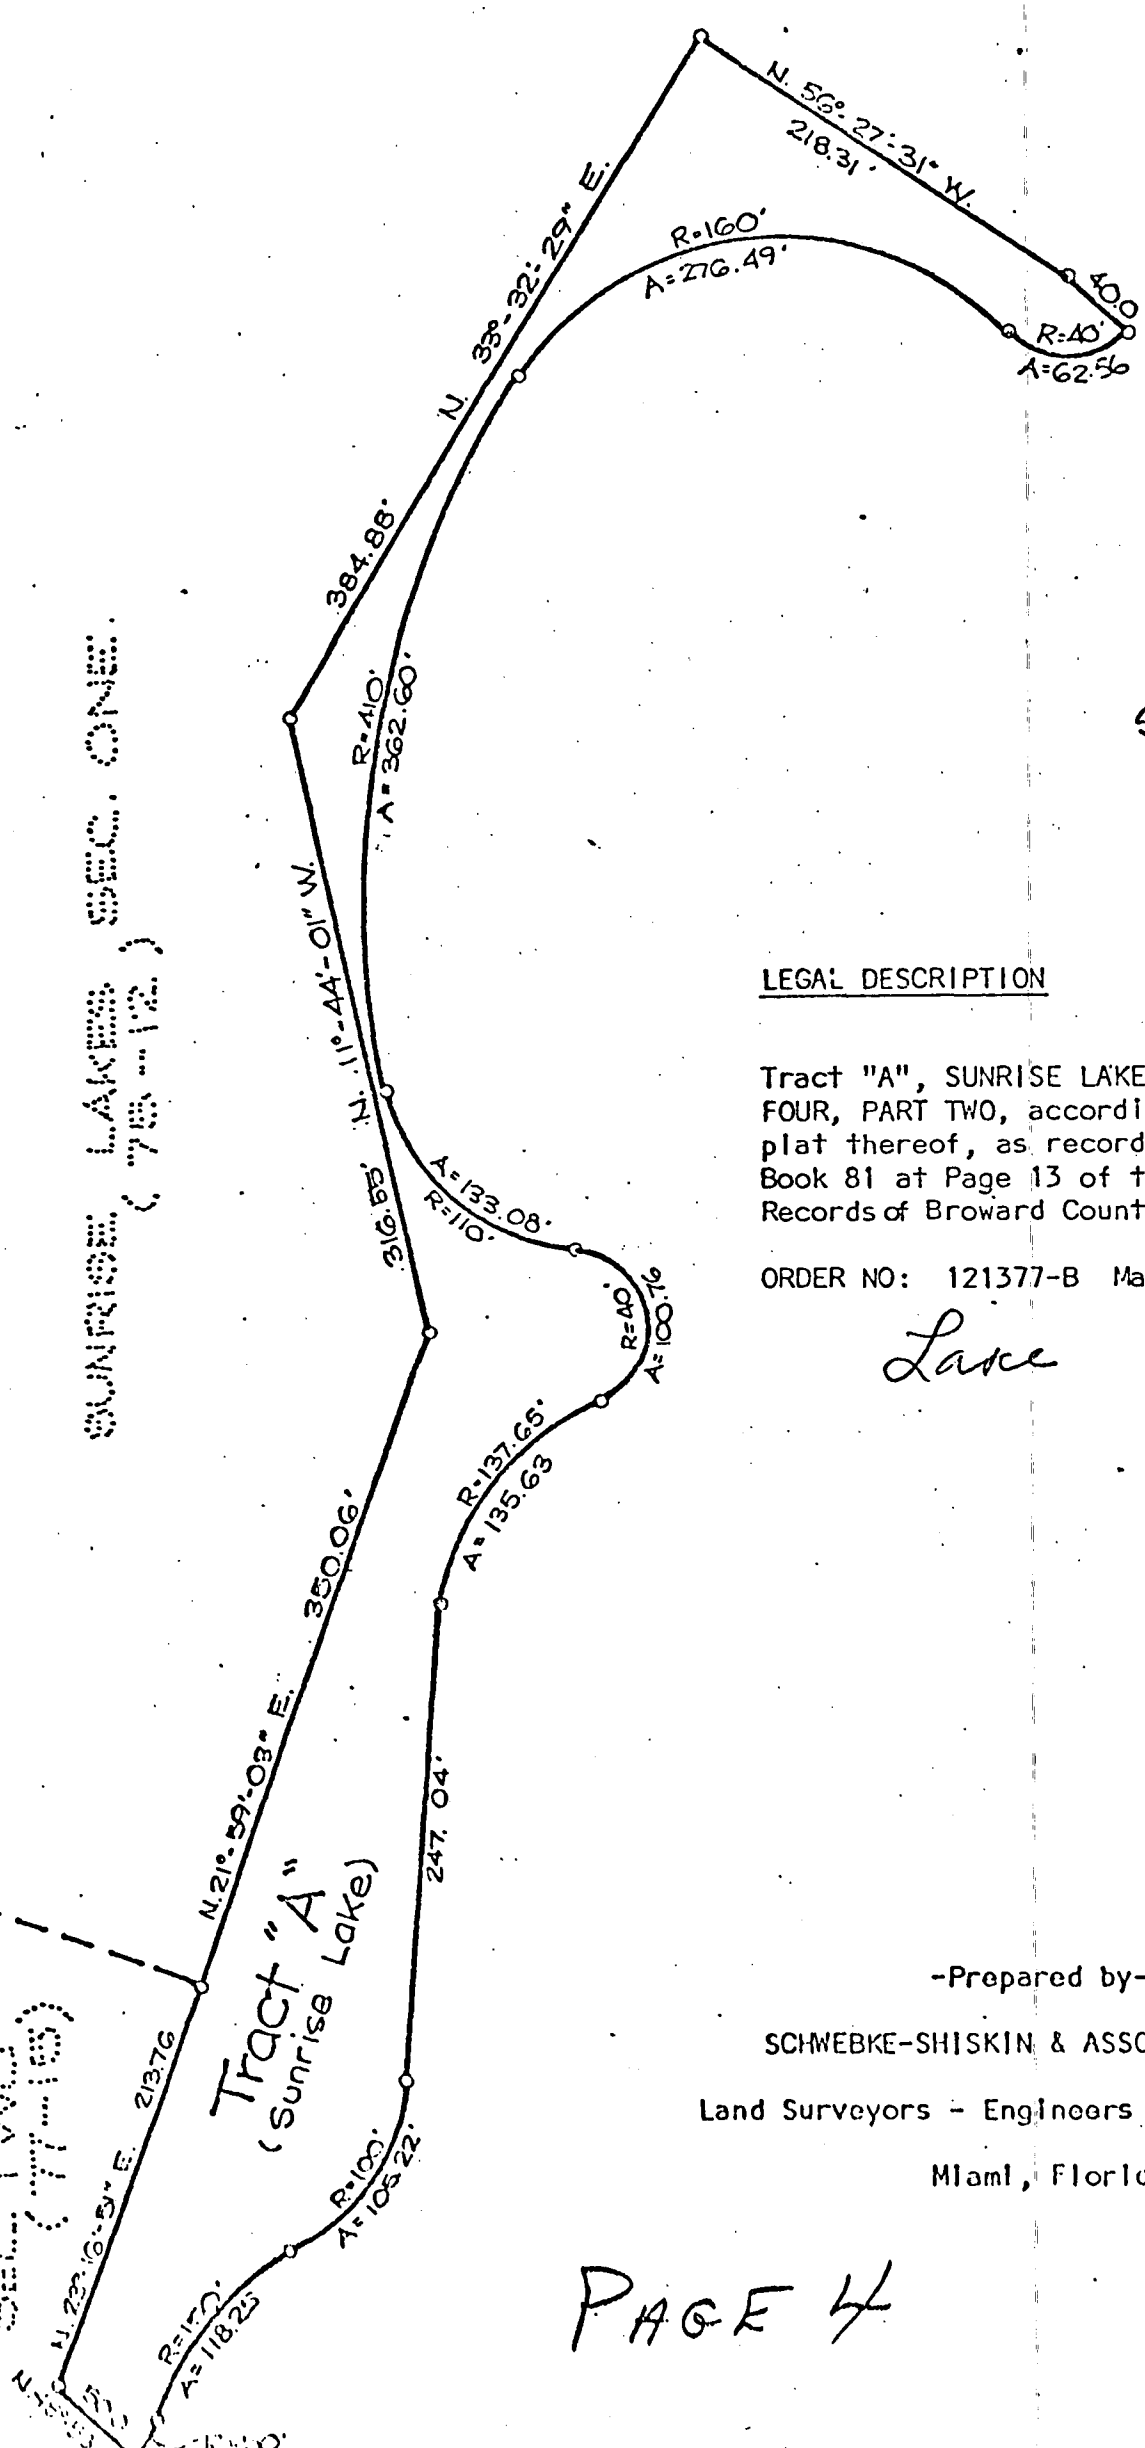 N. 56°-27'-31" W.
218.31'
40.0
R=160'
A=276.49'
R=40'
A=62.56
N. 33°-32'-29" E.
384.88'
R=410'
A=362.60'
SUNRISE LAKES SEC. ONE.
(75-12)
N. 11°-44'-01" W.
316.55'
LEGAL DESCRIPTION
Tract "A", SUNRISE LAKE
FOUR, PART TWO, accordi
plat thereof, as record
Book 81 at Page 13 of t
Records of Broward Count
ORDER NO: 121377-B Ma
Lake
A=133.08'
R=110'
R=40'
A=100.76
R=137.65'
A=135.63
350.06'
N. 21°-59'-03" E.
247.04'
Tract "A"
(Sunrise Lake)
213.76
E.
(77-15)
R=100'
A=105.22'
R=150'
A=118.25
-Prepared by-
SCHWEBKE-SHISKIN & ASSO
Land Surveyors - Engineers
Miami, Flori
PAGE 4